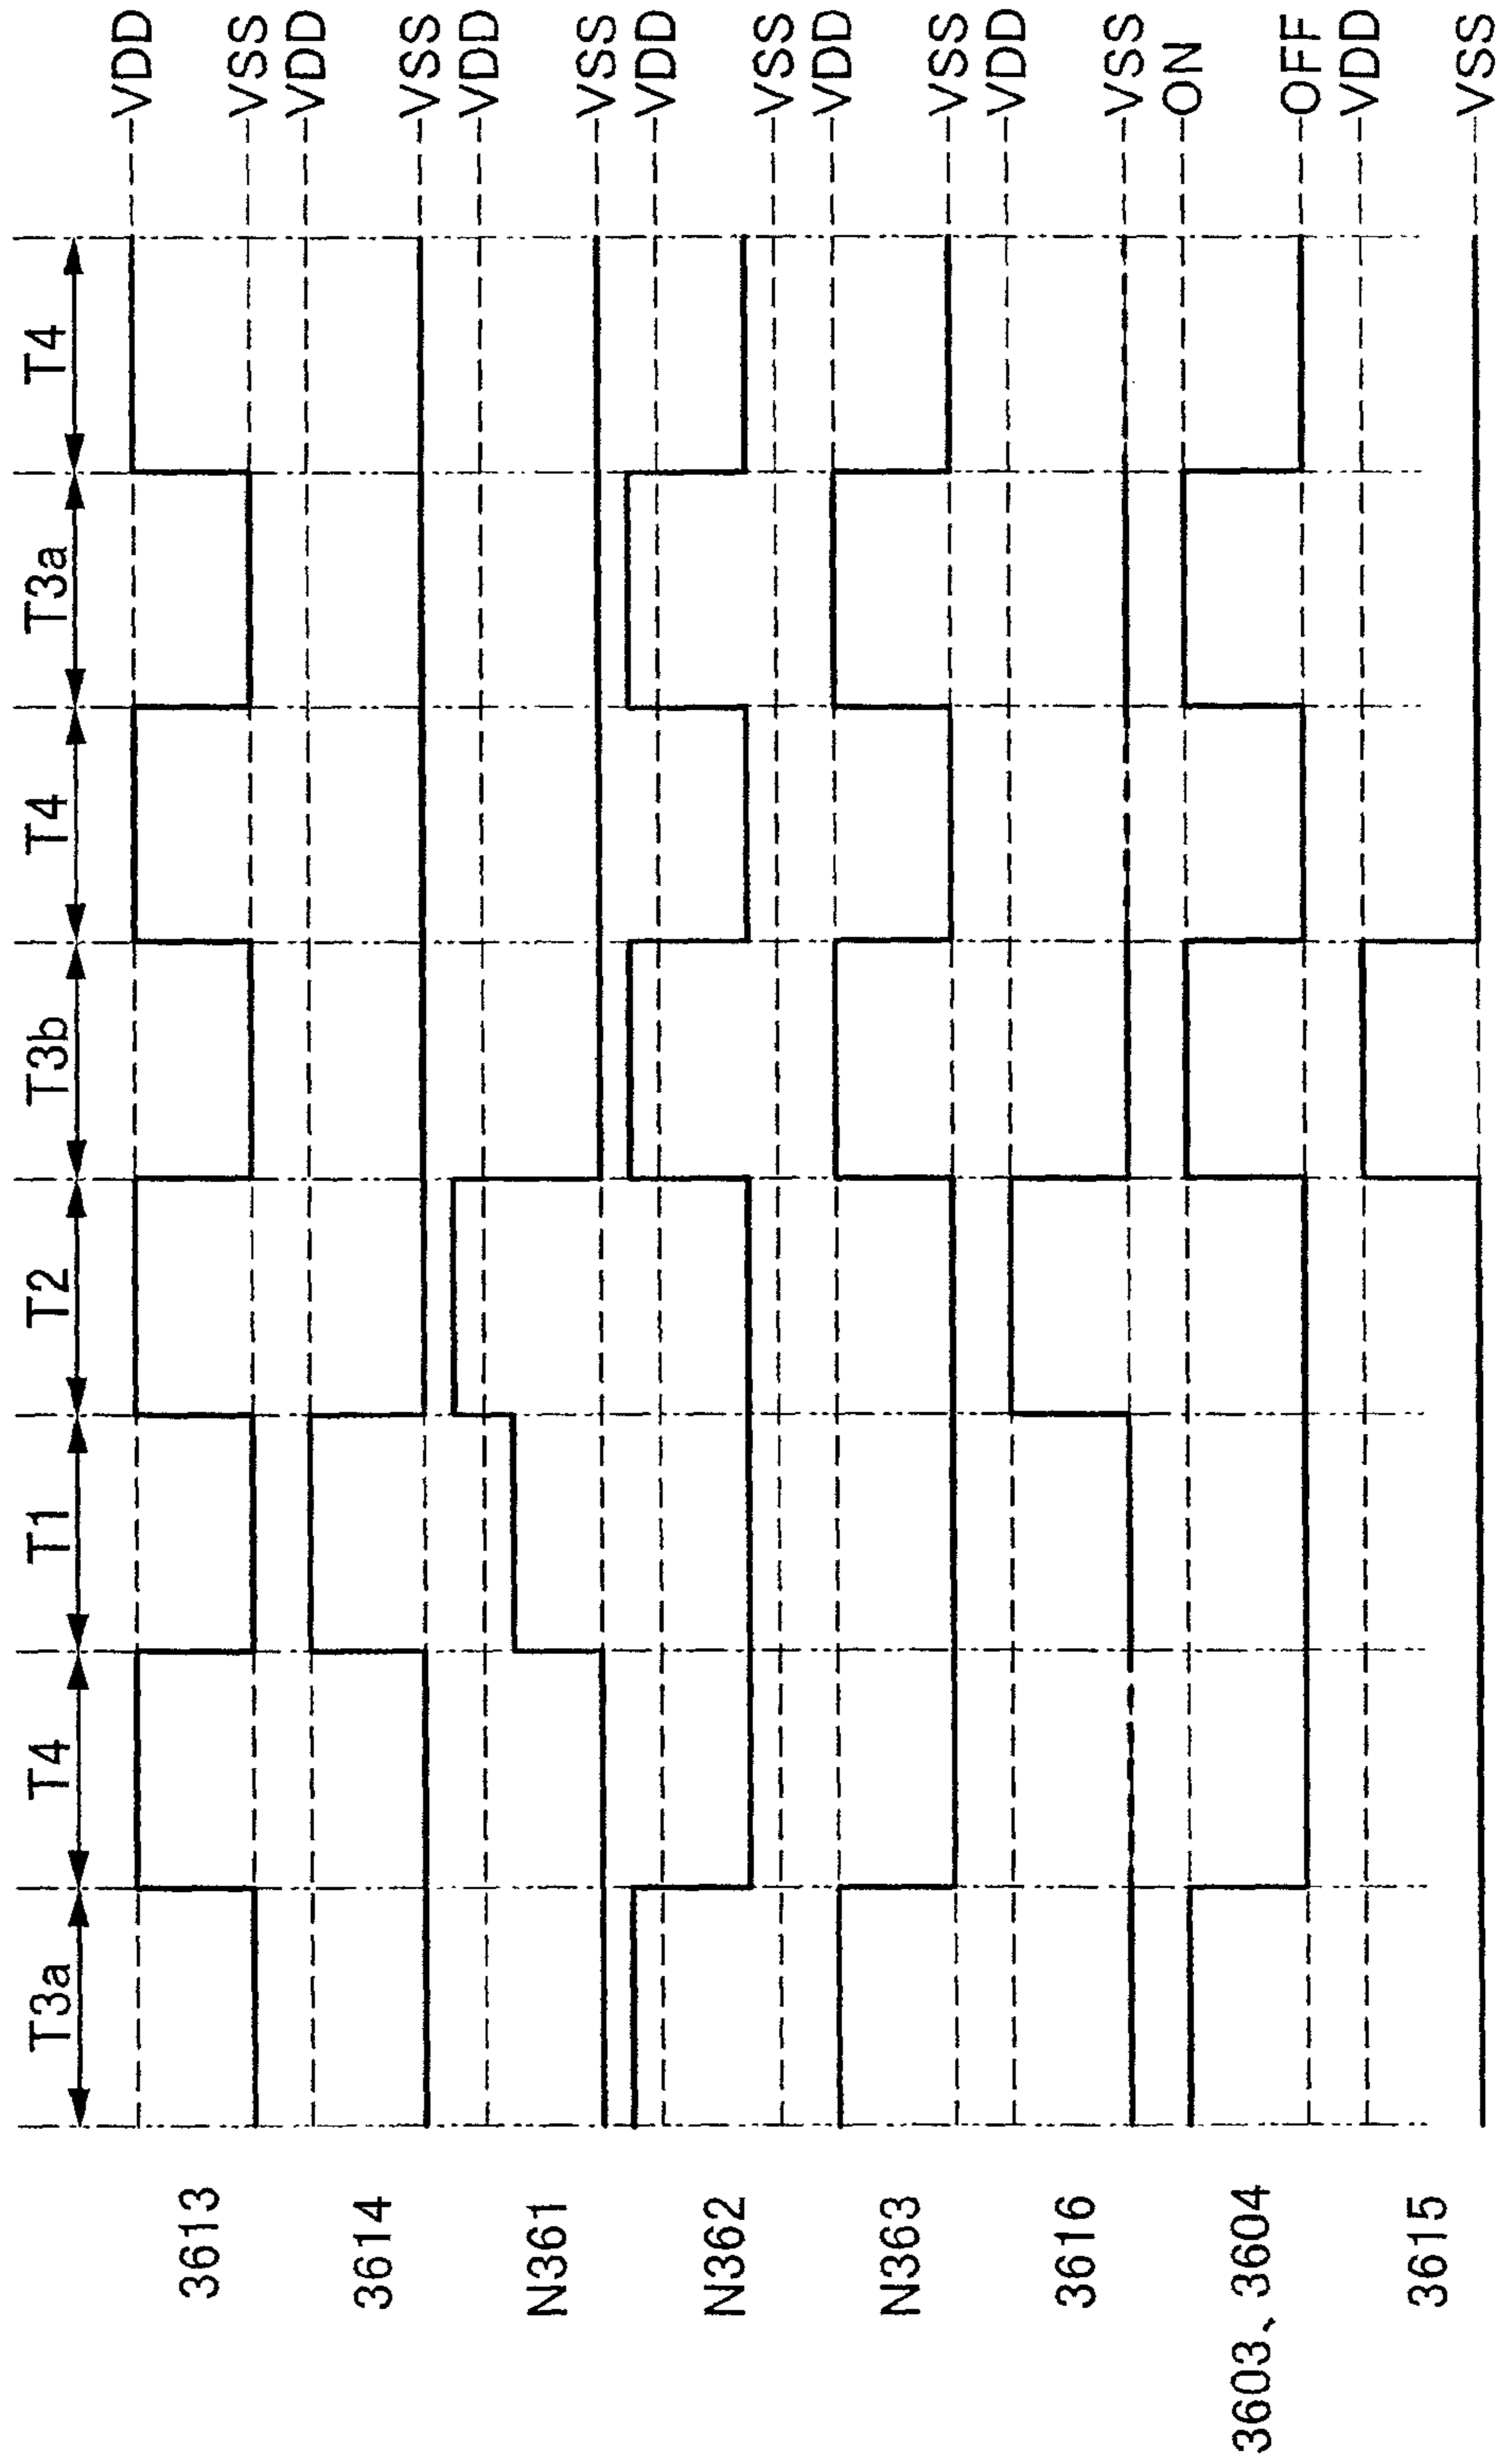 T3a T4 T1 T2 T3b T4 T3a T4
3613 VDD
VSS
3614 VDD
VSS
N361 VDD
VSS
N362 VDD
VSS
N363 VDD
VSS
3616 VDD
VSS
3603、3604 ON
OFF
3615 VDD
VSS